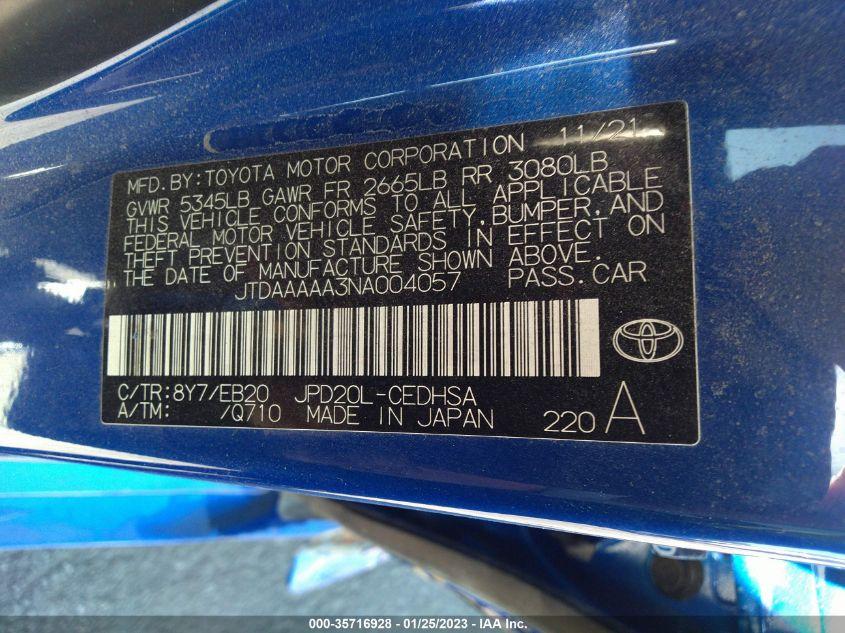 MFD. BY: TOYOTA MOTOR CORPORATION 11/21
GVWR 5345LB GAWR FR 2665LB RR 3080LB
THIS VEHICLE CONFORMS TO ALL APPLICABLE
FEDERAL MOTOR VEHICLE SAFETY, BUMPER, AND
THEFT PREVENTION STANDARDS IN EFFECT ON
THE DATE OF MANUFACTURE SHOWN ABOVE.
JTDAAAAA3NA004057 PASS. CAR
C/TR: 8Y7/EB20 JPD20L-CEDHSA
A/TM: /Q710 MADE IN JAPAN 220 A
000-35716928 - 01/25/2023 - IAA Inc.